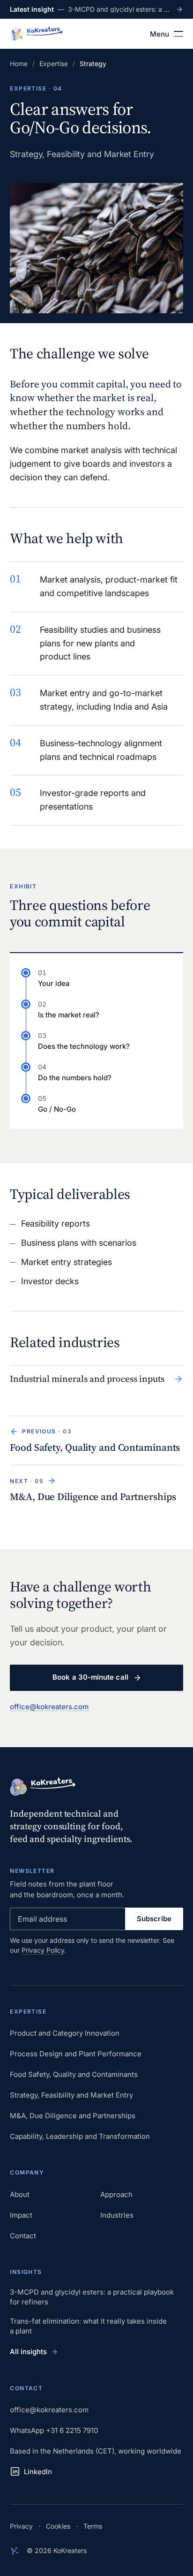 Latest insight — 3-MCPD and glycidyl esters: a ...
KoKreaters
Menu
Home / Expertise / Strategy
EXPERTISE · 04
Clear answers for
Go/No-Go decisions.
Strategy, Feasibility and Market Entry
The challenge we solve
Before you commit capital, you need to
know whether the market is real,
whether the technology works and
whether the numbers hold.
We combine market analysis with technical
judgement to give boards and investors a
decision they can defend.
What we help with
01 Market analysis, product-market fit
and competitive landscapes
02 Feasibility studies and business
plans for new plants and
product lines
03 Market entry and go-to-market
strategy, including India and Asia
04 Business–technology alignment
plans and technical roadmaps
05 Investor-grade reports and
presentations
EXHIBIT
Three questions before
you commit capital
01
Your idea
02
Is the market real?
03
Does the technology work?
04
Do the numbers hold?
05
Go / No-Go
Typical deliverables
— Feasibility reports
— Business plans with scenarios
— Market entry strategies
— Investor decks
Related industries
Industrial minerals and process inputs →
← PREVIOUS · 03
Food Safety, Quality and Contaminants
NEXT · 05 →
M&A, Due Diligence and Partnerships
Have a challenge worth
solving together?
Tell us about your product, your plant or
your decision.
Book a 30-minute call →
office@kokreaters.com
KoKreaters
Independent technical and
strategy consulting for food,
feed and specialty ingredients.
NEWSLETTER
Field notes from the plant floor
and the boardroom, once a month.
Email address
Subscribe
We use your address only to send the newsletter. See
our Privacy Policy.
EXPERTISE
Product and Category Innovation
Process Design and Plant Performance
Food Safety, Quality and Contaminants
Strategy, Feasibility and Market Entry
M&A, Due Diligence and Partnerships
Capability, Leadership and Transformation
COMPANY
About Approach
Impact Industries
Contact
INSIGHTS
3-MCPD and glycidyl esters: a practical playbook
for refiners
Trans-fat elimination: what it really takes inside
a plant
All insights →
CONTACT
office@kokreaters.com
WhatsApp +31 6 2215 7910
Based in the Netherlands (CET), working worldwide
LinkedIn
Privacy · Cookies · Terms
© 2026 KoKreaters